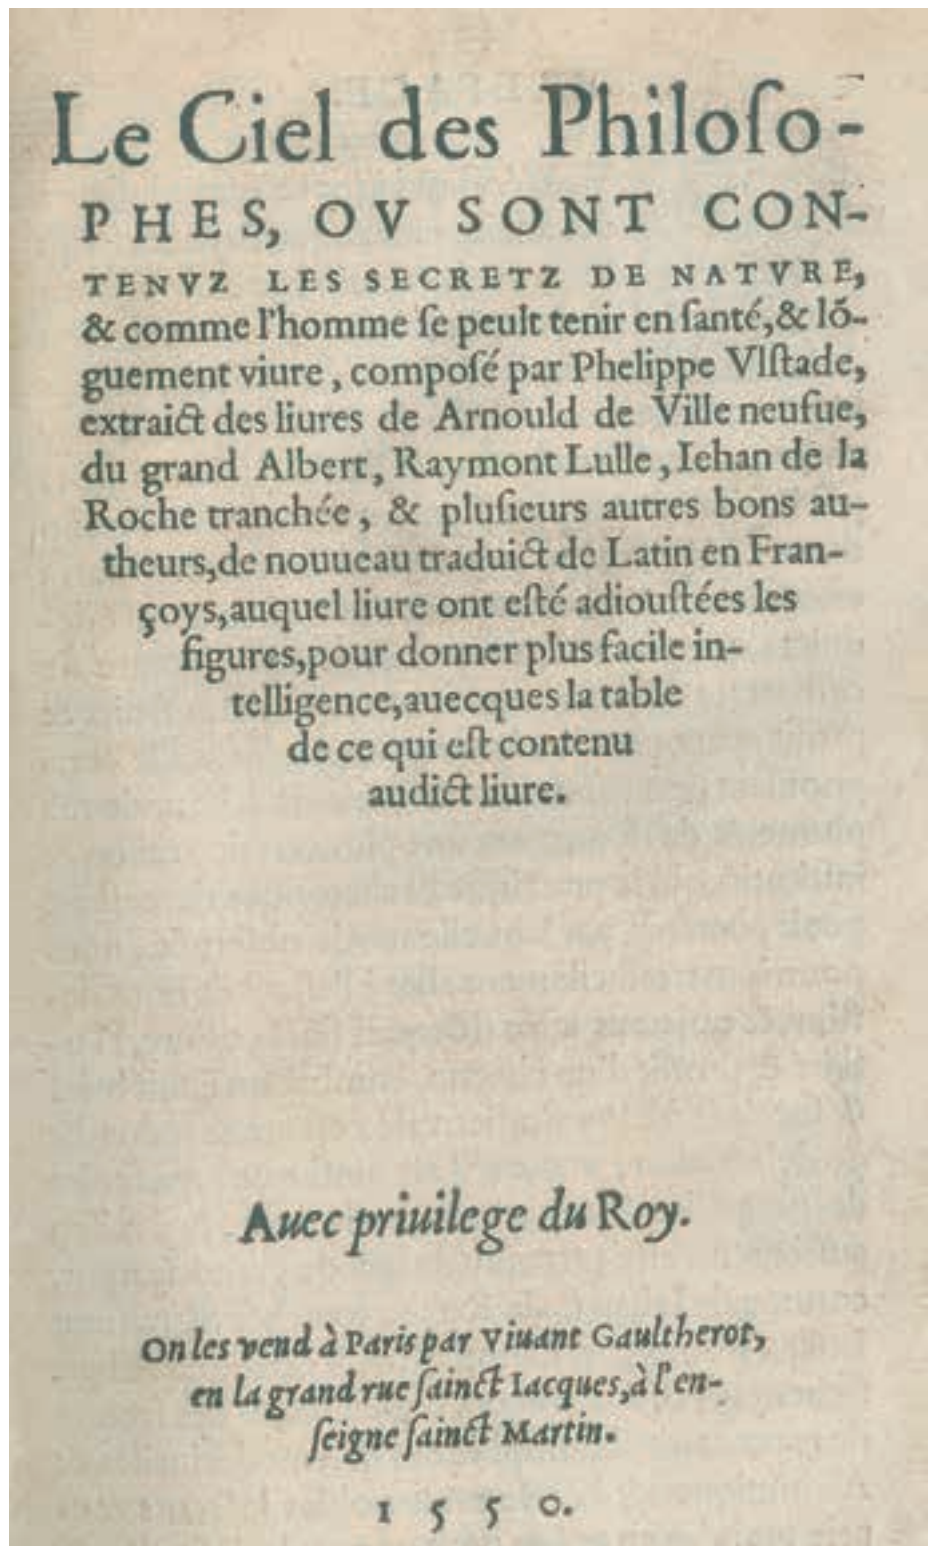 Le Ciel des Philoſo-
PHES, OV SONT CON-
TENVZ LES SECRETZ DE NATVRE,
& comme l'homme ſe peult tenir en ſanté,& lõ-
guement viure, compoſé par Phelippe Vlſtade,
extraict des liures de Arnould de Ville neufue,
du grand Albert, Raymont Lulle, Iehan de la
Roche tranchée, & pluſieurs autres bons au-
theurs,de nouueau traduict de Latin en Fran-
çoys,auquel liure ont eſté adiouſtées les
figures,pour donner plus facile in-
telligence,auecques la table
de ce qui eſt contenu
audict liure.
Auec priuilege du Roy.
On les vend à Paris par Viuant Gaultherot,
en la grand rue ſainct Iacques,à l'en-
ſeigne ſainct Martin.
1 5 5 0.